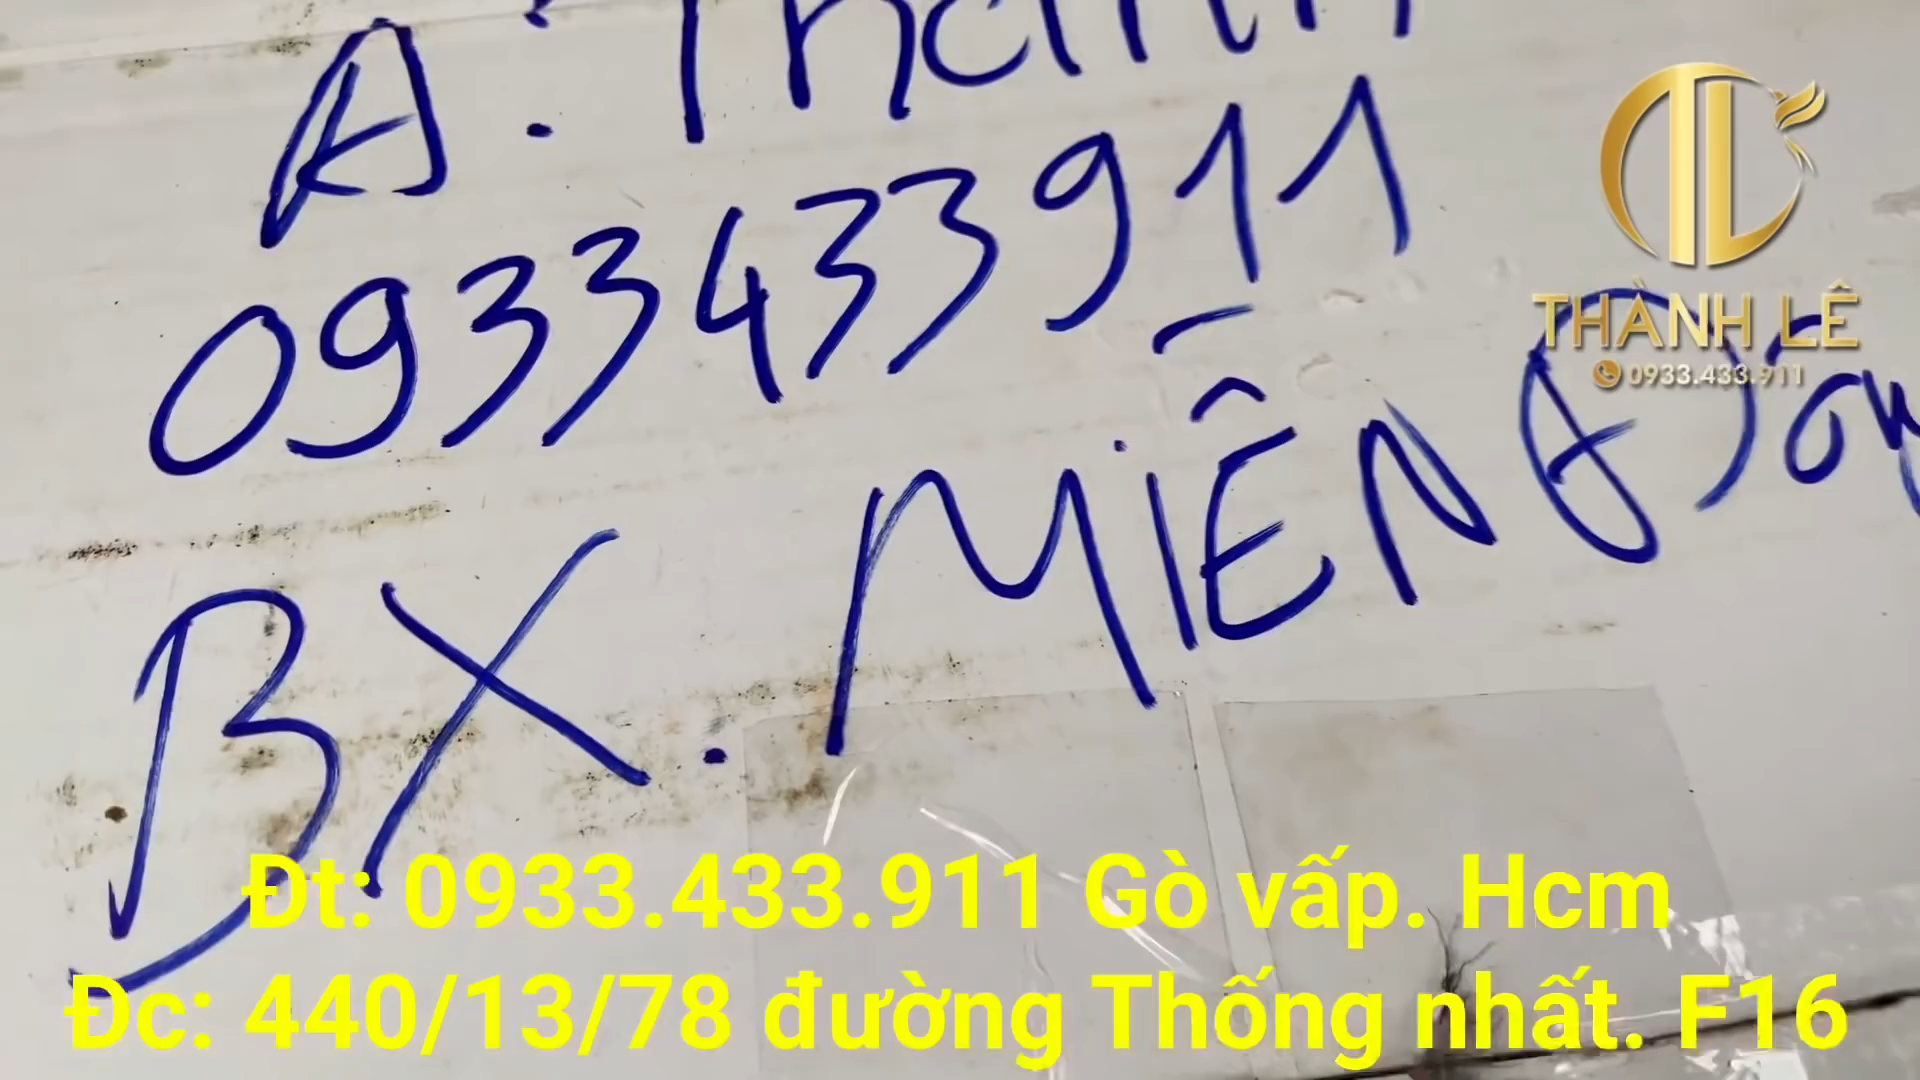 A: Thành
0933433911
BX. MIỀN Đôn
THÀNH LÊ
0933.433.911
Đt: 0933.433.911 Gò vấp. Hcm
Đc: 440/13/78 đường Thống nhất. F16